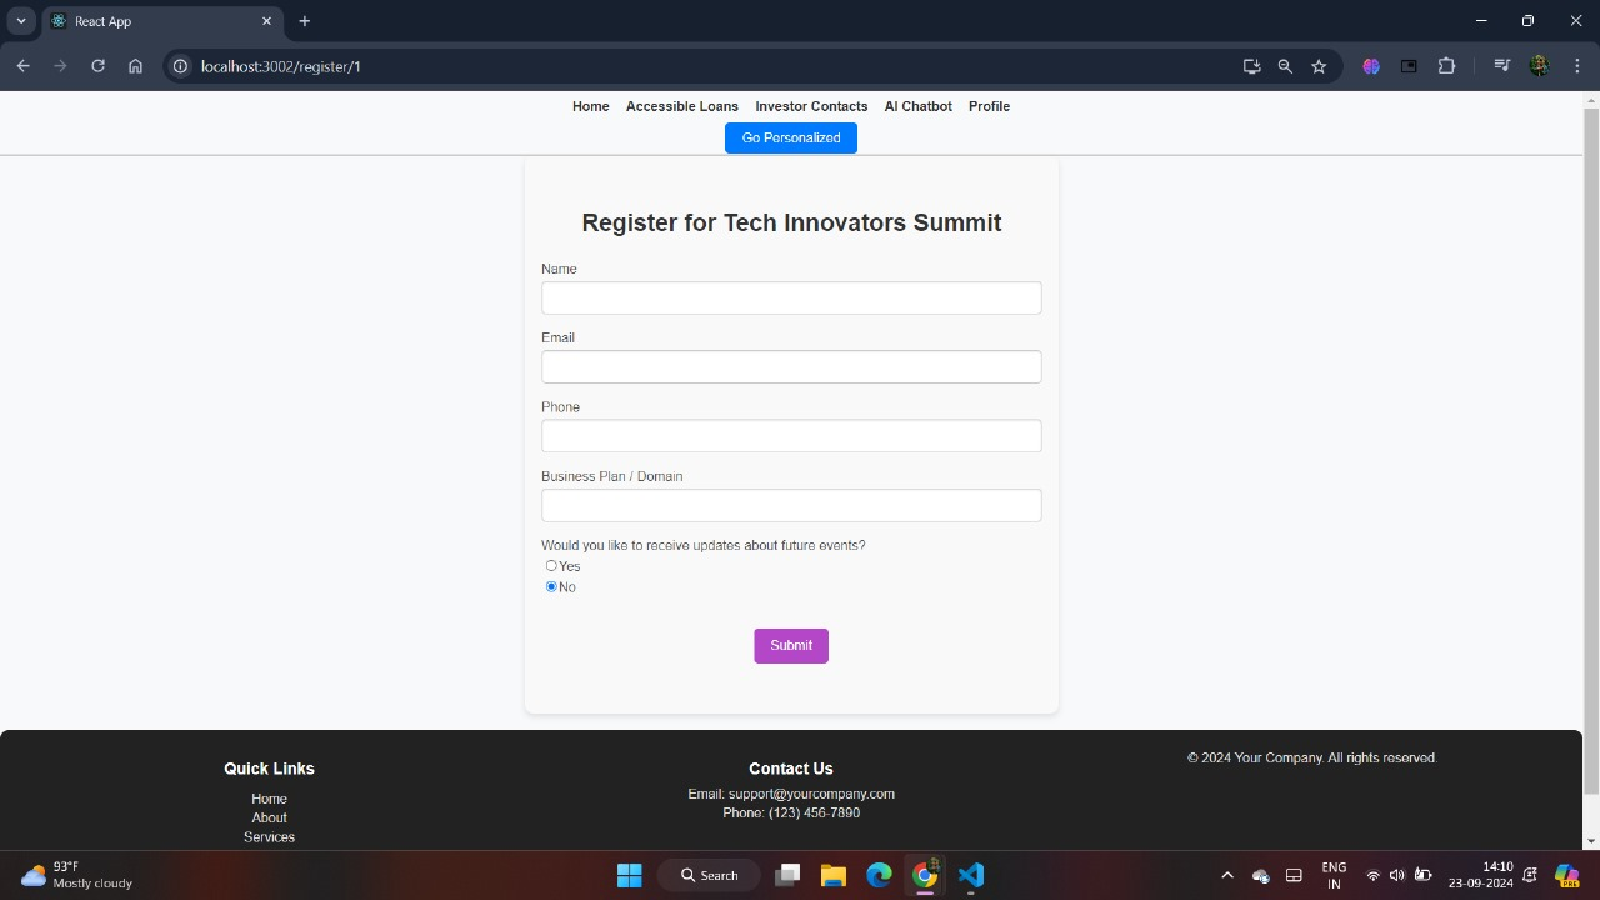 React App
localhost:3002/register/1
Home Accessible Loans Investor Contacts AI Chatbot Profile
Go Personalized
Register for Tech Innovators Summit
Name
Email
Phone
Business Plan / Domain
Would you like to receive updates about future events?
Yes
No
Submit
Quick Links
Home
About
Services
Contact Us
Email: support@yourcompany.com
Phone: (123) 456-7890
© 2024 Your Company. All rights reserved.
93°F
Mostly cloudy
Search
ENG
IN
14:10
23-09-2024
PRE